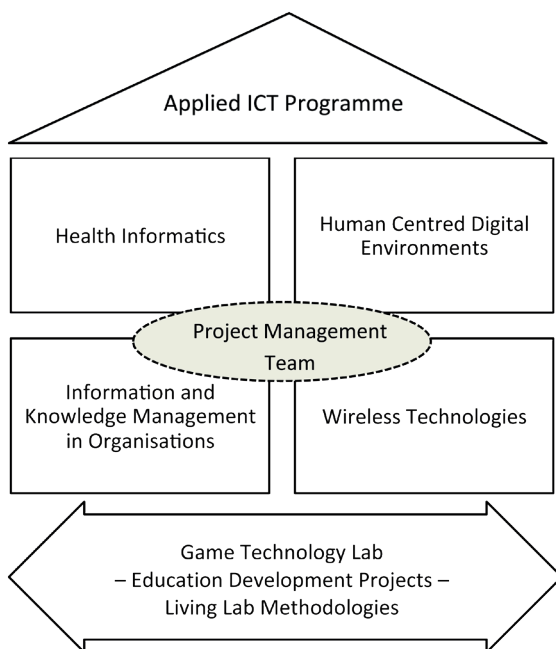 Applied ICT Programme
Health Informatics
Human Centred Digital
Environments
Project Management
Team
Information and
Knowledge Management
in Organisations
Wireless Technologies
Game Technology Lab
– Education Development Projects –
Living Lab Methodologies